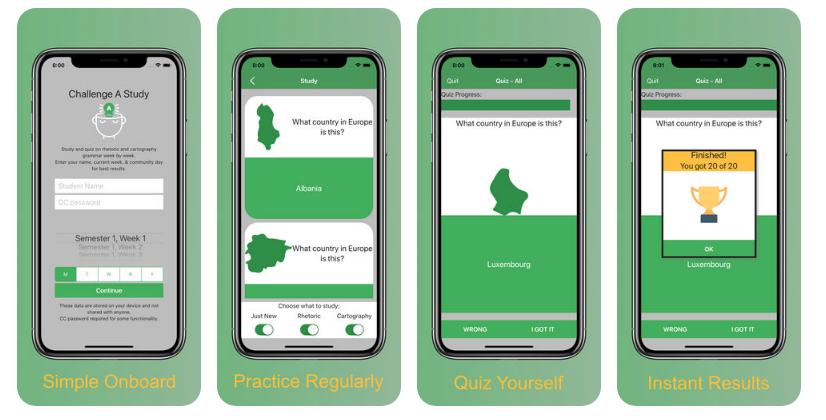 8:00
Challenge A Study
A
Study and quiz on rhetoric and cartography
grammar week by week.
Enter your name, current week, & community day
for best results.
Student Name
CC password
Semester 1, Week 1
Semester 1, Week 2
Semester 1, Week 3
M T W R F
Continue
These data are stored on your device and not
shared with anyone.
CC password required for some functionality.
Simple Onboard
8:00
Study
What country in Europe
is this?
Albania
What country in Europe
is this?
Choose what to study:
Just New Rhetoric Cartography
Practice Regularly
8:00
Quit Quiz - All
Quiz Progress:
What country in Europe is this?
Luxembourg
WRONG I GOT IT
Quiz Yourself
8:01
Quit Quiz - All
Quiz Progress:
What country in Europe is this?
Finished!
You got 20 of 20
OK
Luxembourg
WRONG I GOT IT
Instant Results